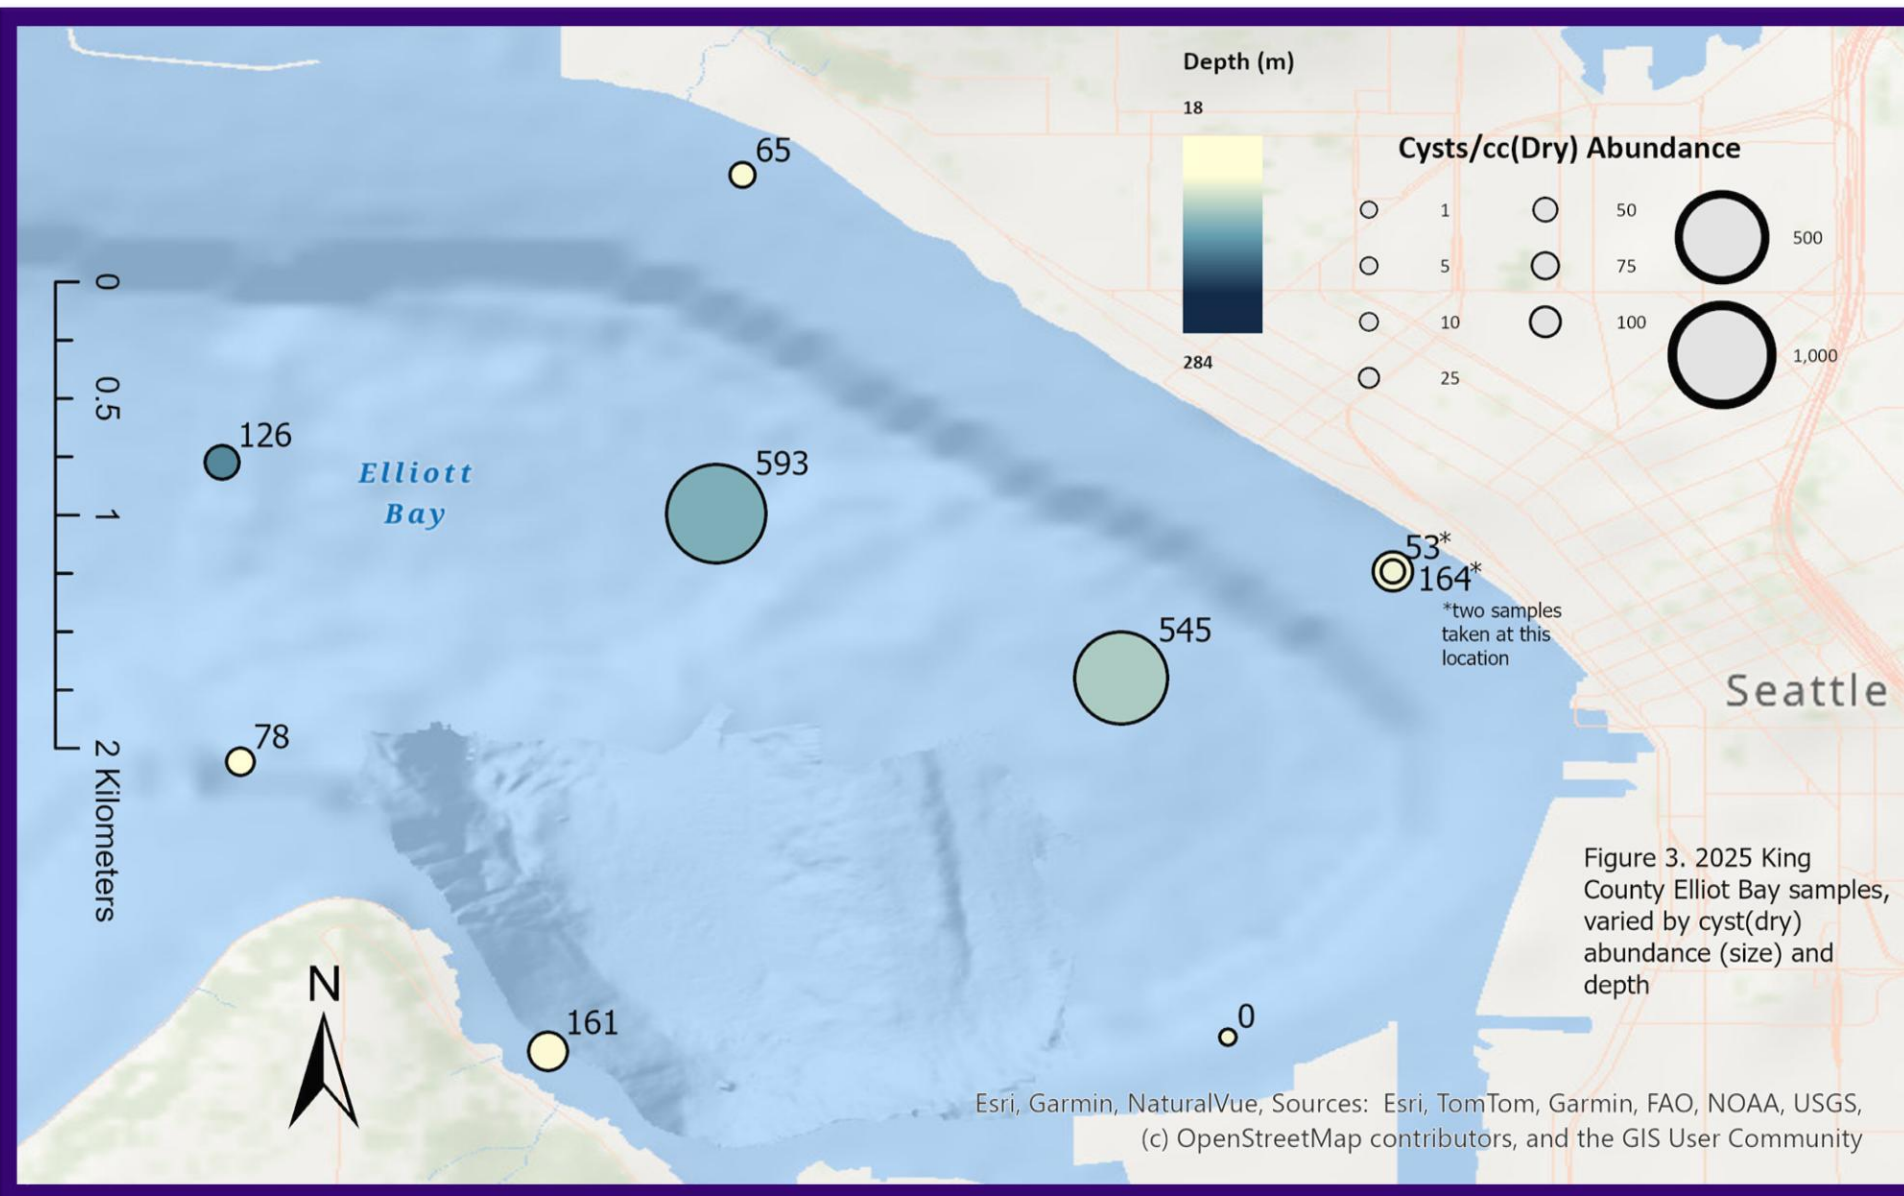 Depth (m)
18
284
Cysts/cc(Dry) Abundance
1
5
10
25
50
75
100
500
1,000
65
0
0.5
1
2 Kilometers
126
Elliott
Bay
593
53*
164*
*two samples
taken at this
location
545
Seattle
78
Figure 3. 2025 King
County Elliot Bay samples,
varied by cyst(dry)
abundance (size) and
depth
N
161
0
Esri, Garmin, NaturalVue, Sources: Esri, TomTom, Garmin, FAO, NOAA, USGS,
(c) OpenStreetMap contributors, and the GIS User Community